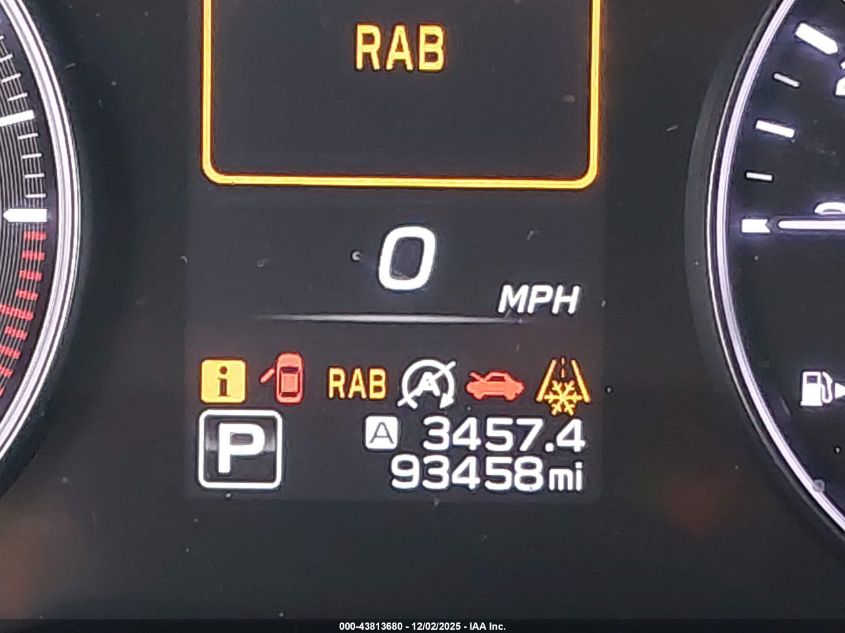 RAB
0
MPH
i RAB A
P A 3457.4
93458mi
000-43813680 - 12/02/2025 - IAA Inc.